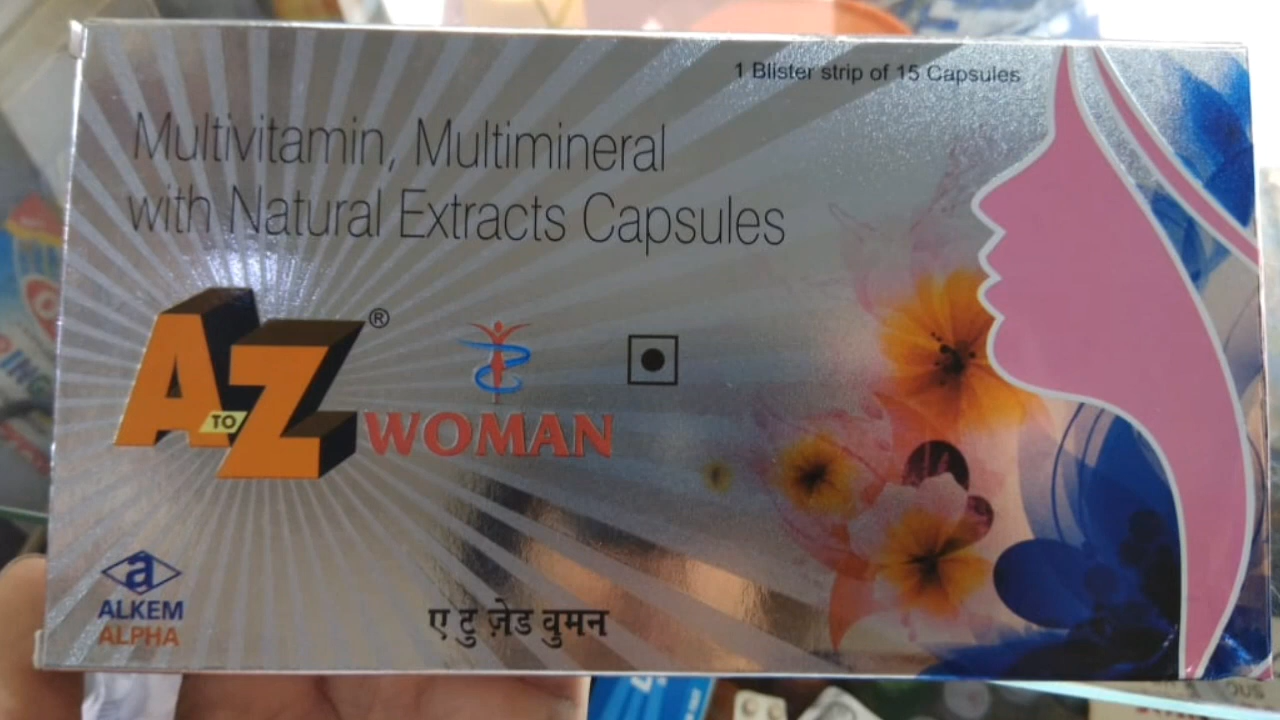 1 Blister strip of 15 Capsules
Multivitamin, Multimineral
with Natural Extracts Capsules
A TO Z ®
WOMAN
a
ALKEM
ALPHA
ए टु ज़ेड वुमन